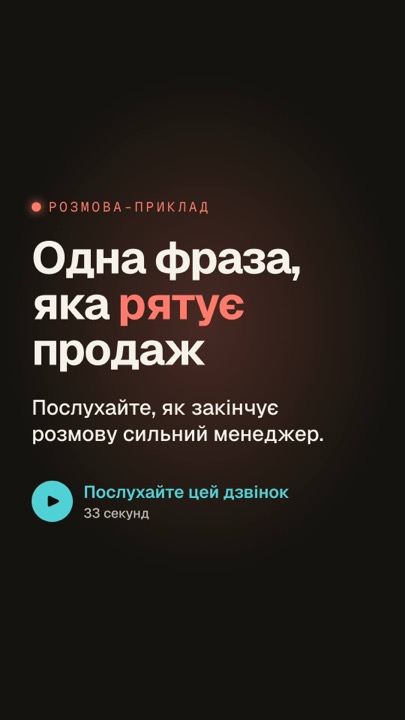 РОЗМОВА-ПРИКЛАД
Одна фраза,
яка рятує
продаж
Послухайте, як закінчує
розмову сильний менеджер.
Послухайте цей дзвінок
33 секунд